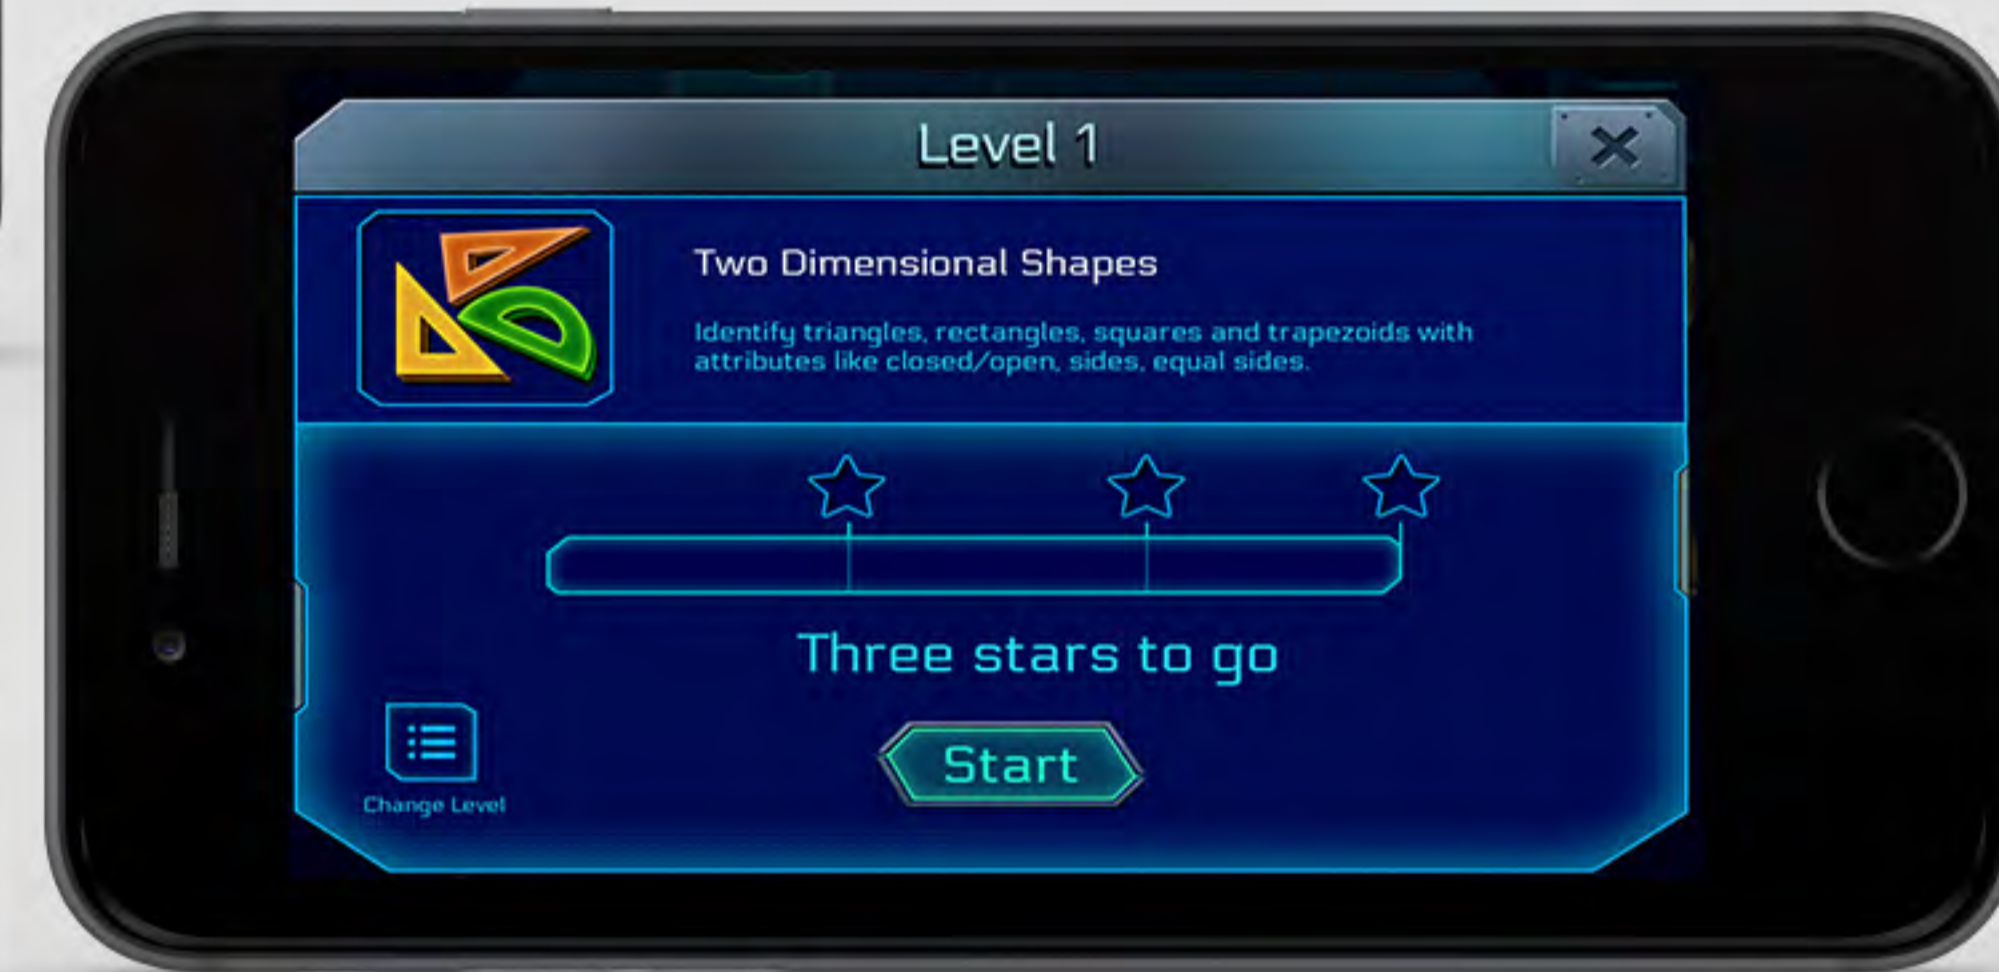 Level 1
Two Dimensional Shapes
Identify triangles, rectangles, squares and trapezoids with
attributes like closed/open, sides, equal sides.
Three stars to go
Start
Change Level